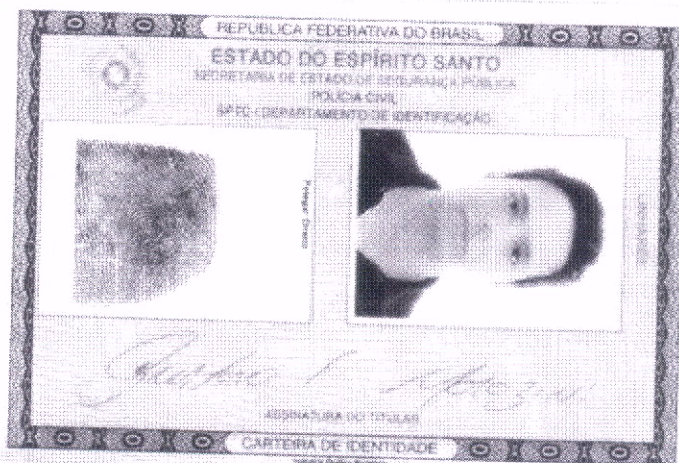 REPÚBLICA FEDERATIVA DO BRASIL
ESTADO DO ESPÍRITO SANTO
SECRETARIA DE ESTADO DE SEGURANÇA PÚBLICA
POLÍCIA CIVIL
SPTC - DEPARTAMENTO DE IDENTIFICAÇÃO
Polegar Direito
ASSINATURA DO TITULAR
CARTEIRA DE IDENTIDADE